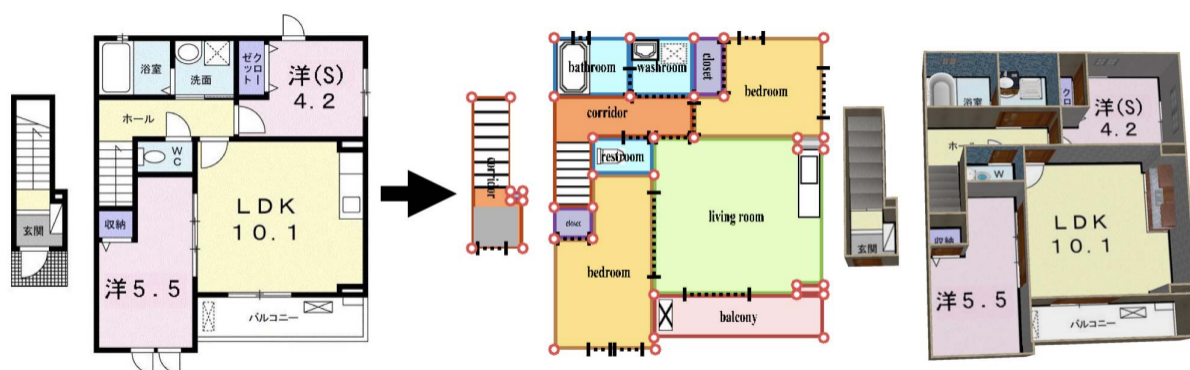 浴室
洗面
クロー
ゼット
洋(S)
4.2
ホール
WC
LDK
10.1
収納
洋5.5
玄関
バルコニー
bathroom
washroom
closet
bedroom
corridor
corridor
restroom
living room
closet
bedroom
balcony
浴室
クロ
洋(S)
4.2
ホール
W
LDK
10.1
収納
洋5.5
玄関
バルコニー